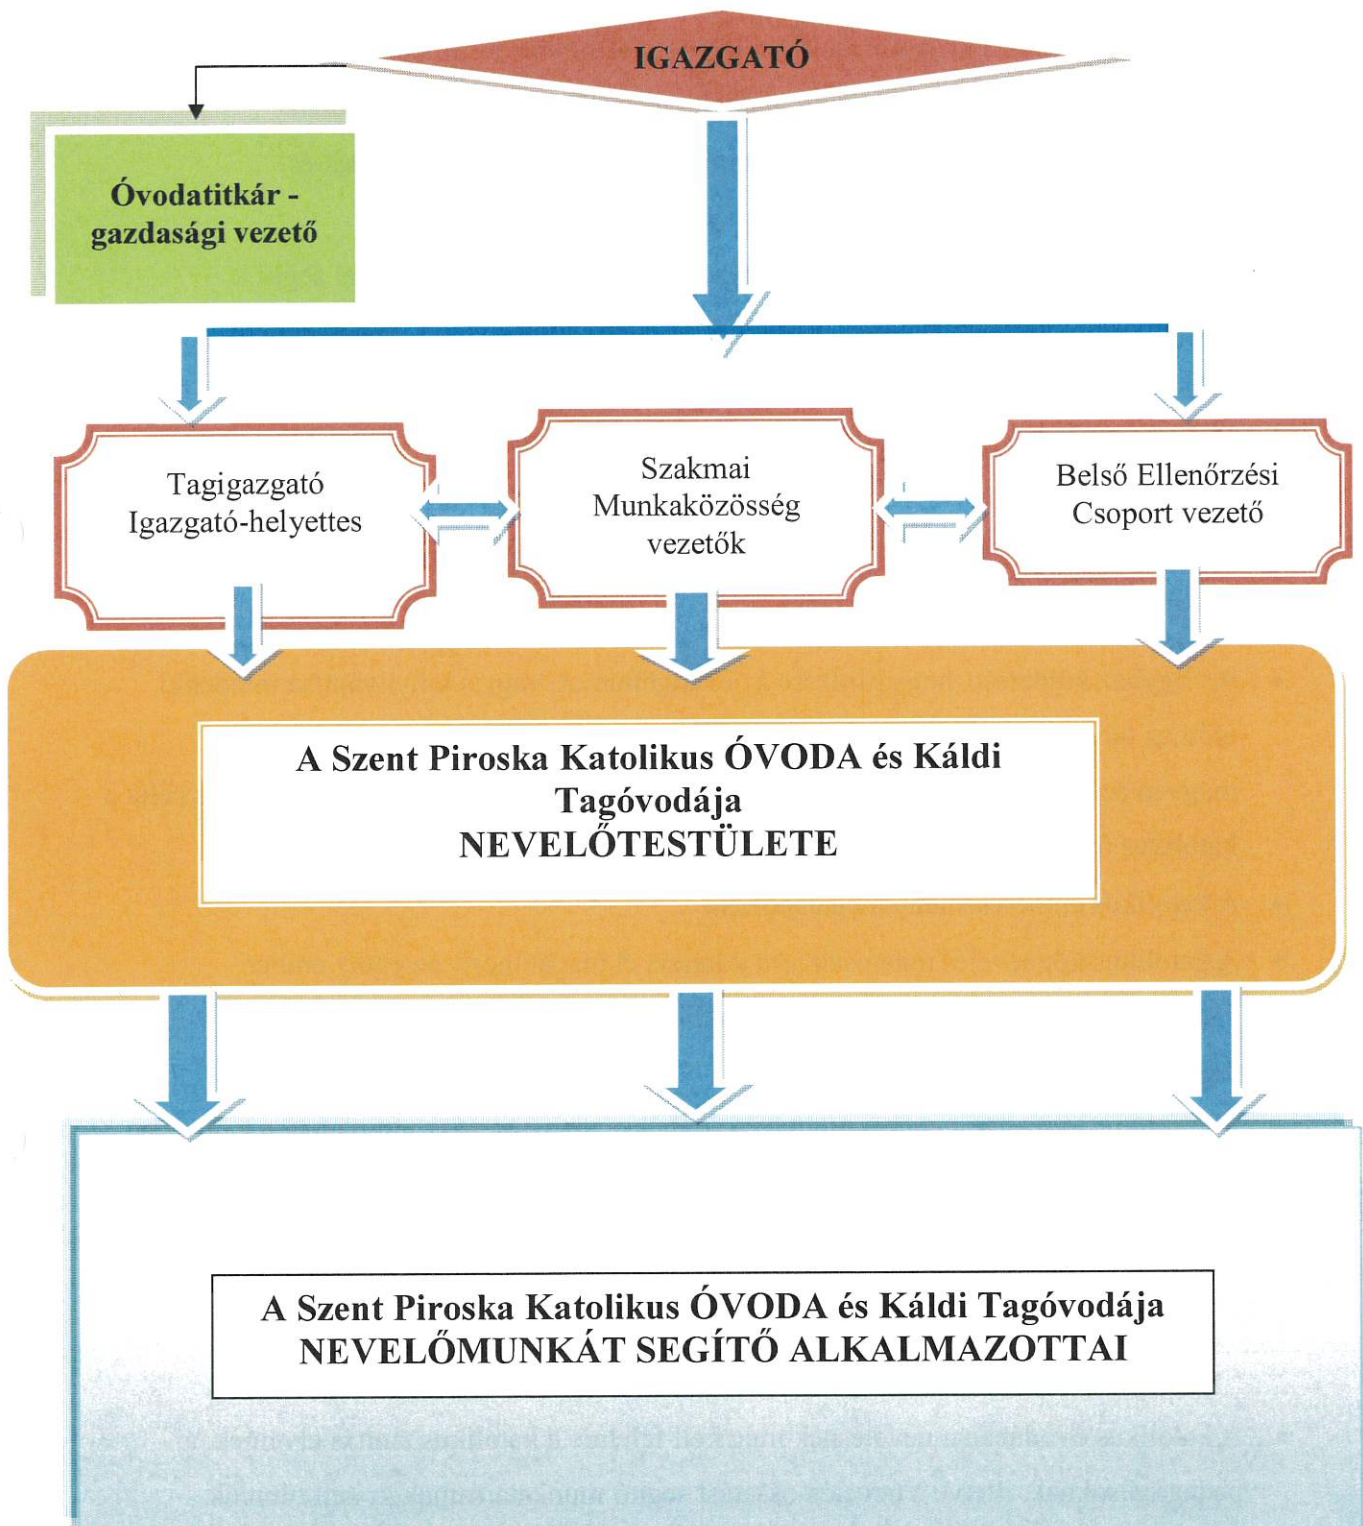 IGAZGATÓ
Óvodatitkár -
gazdasági vezető
Tagigazgató
Igazgató-helyettes
Szakmai
Munkaközösség
vezetők
Belső Ellenőrzési
Csoport vezető
A Szent Piroska Katolikus ÓVODA és Káldi
Tagóvodája
NEVELŐTESTÜLETE
A Szent Piroska Katolikus ÓVODA és Káldi Tagóvodája
NEVELŐMUNKÁT SEGÍTŐ ALKALMAZOTTAI